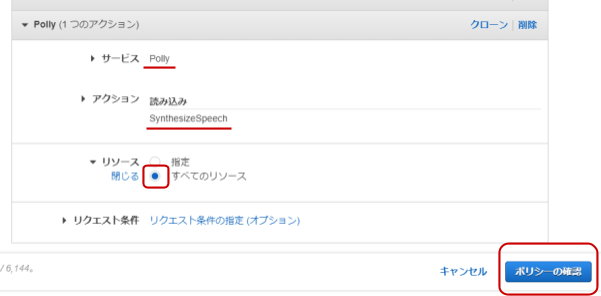 Polly (1 つのアクション) クローン | 削除
サービス Polly
アクション 読み込み
SynthesizeSpeech
リソース 指定
閉じる すべてのリソース
リクエスト条件 リクエスト条件の指定 (オプション)
/ 6,144。
キャンセル ポリシーの確認